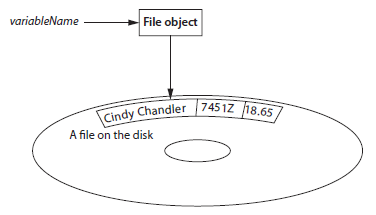 variableName File object
Cindy Chandler 7451Z 18.65
A file on the disk